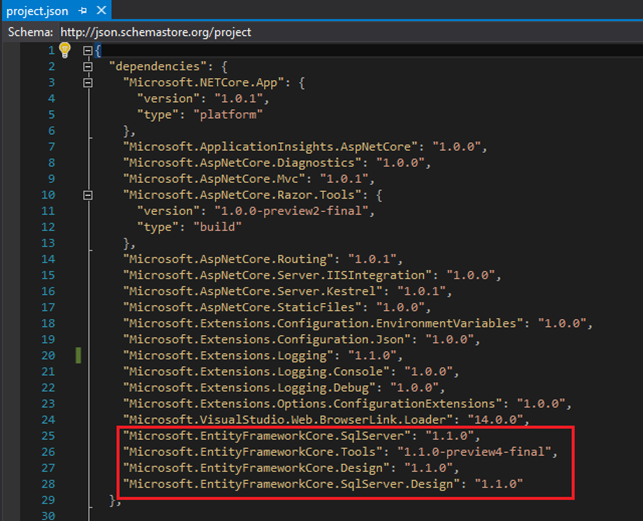 project.json
Schema: http://json.schemastore.org/project
1 {
2 "dependencies": {
3 "Microsoft.NETCore.App": {
4 "version": "1.0.1",
5 "type": "platform"
6 },
7 "Microsoft.ApplicationInsights.AspNetCore": "1.0.0",
8 "Microsoft.AspNetCore.Diagnostics": "1.0.0",
9 "Microsoft.AspNetCore.Mvc": "1.0.1",
10 "Microsoft.AspNetCore.Razor.Tools": {
11 "version": "1.0.0-preview2-final",
12 "type": "build"
13 },
14 "Microsoft.AspNetCore.Routing": "1.0.1",
15 "Microsoft.AspNetCore.Server.IISIntegration": "1.0.0",
16 "Microsoft.AspNetCore.Server.Kestrel": "1.0.1",
17 "Microsoft.AspNetCore.StaticFiles": "1.0.0",
18 "Microsoft.Extensions.Configuration.EnvironmentVariables": "1.0.0",
19 "Microsoft.Extensions.Configuration.Json": "1.0.0",
20 "Microsoft.Extensions.Logging": "1.1.0",
21 "Microsoft.Extensions.Logging.Console": "1.0.0",
22 "Microsoft.Extensions.Logging.Debug": "1.0.0",
23 "Microsoft.Extensions.Options.ConfigurationExtensions": "1.0.0",
24 "Microsoft.VisualStudio.Web.BrowserLink.Loader": "14.0.0",
25 "Microsoft.EntityFrameworkCore.SqlServer": "1.1.0",
26 "Microsoft.EntityFrameworkCore.Tools": "1.1.0-preview4-final",
27 "Microsoft.EntityFrameworkCore.Design": "1.1.0",
28 "Microsoft.EntityFrameworkCore.SqlServer.Design": "1.1.0"
29 },
30